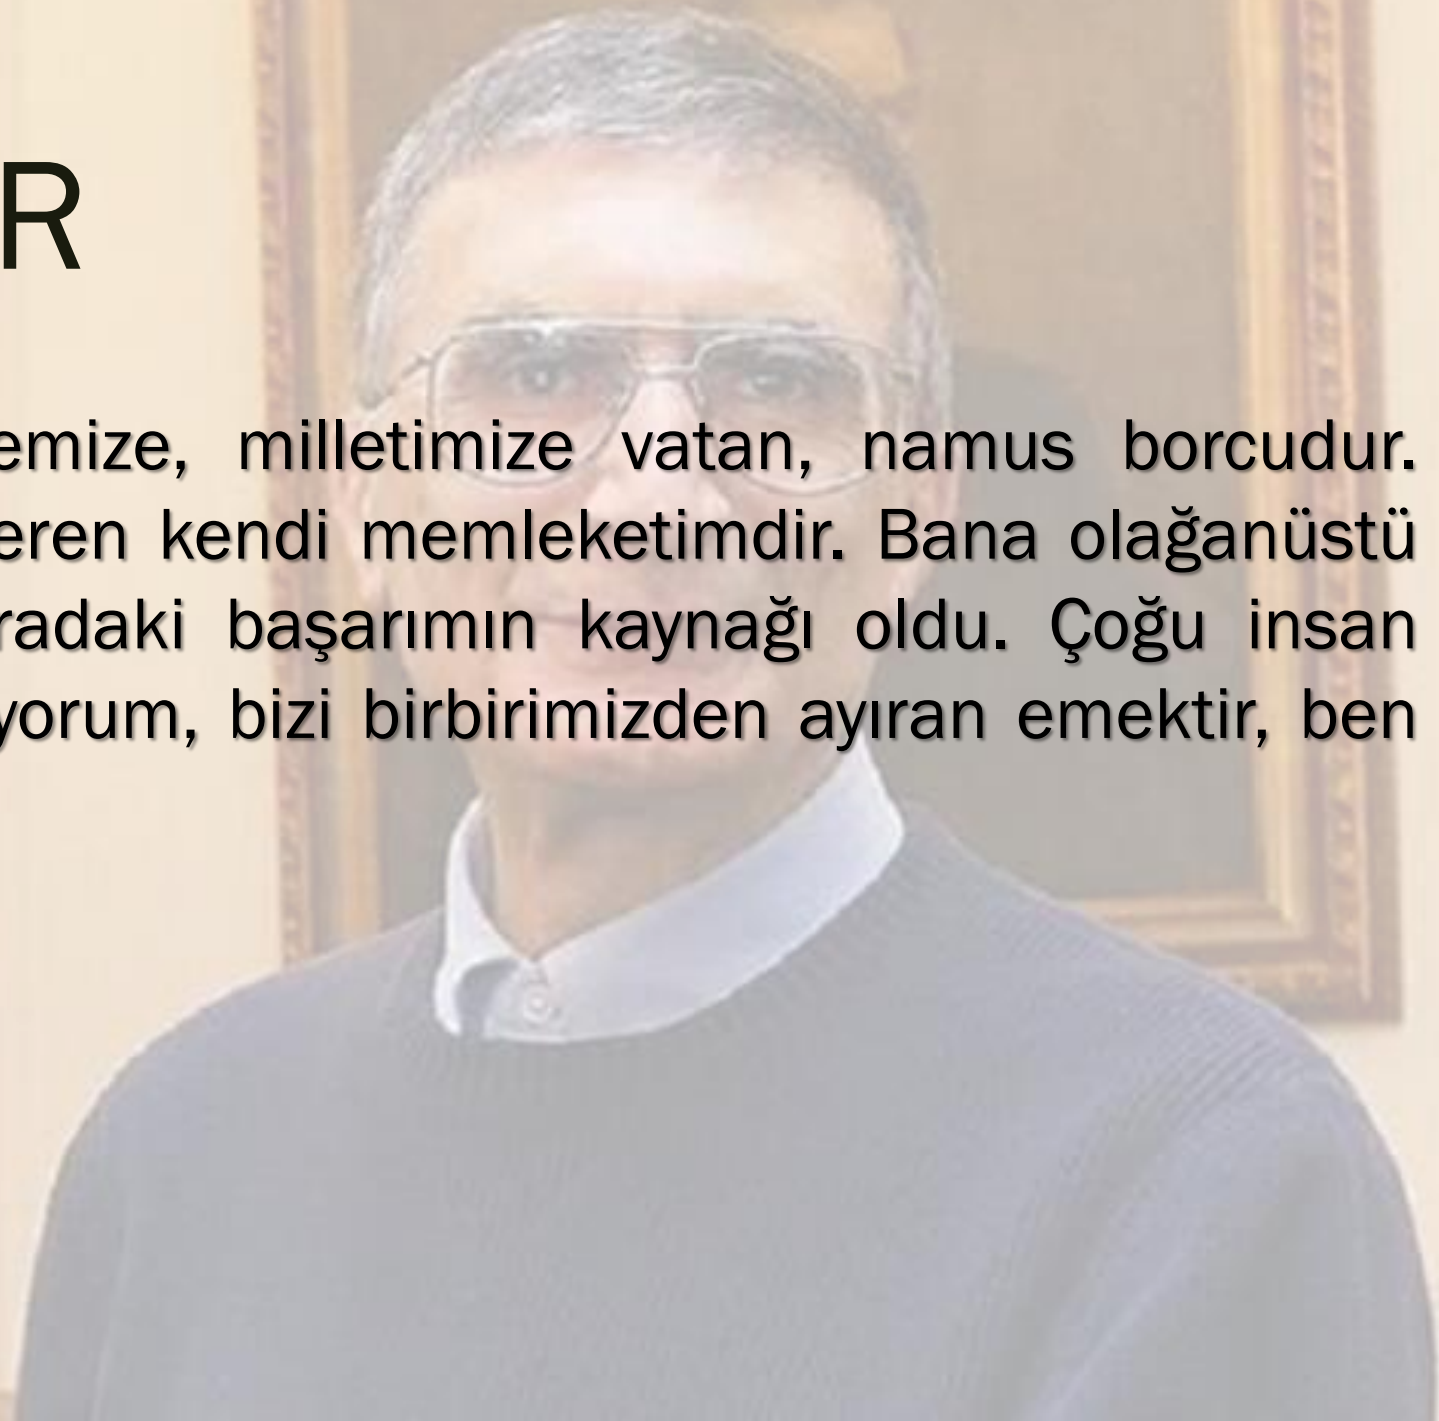 R
emize, milletimize vatan, namus borcudur.
eren kendi memleketimdir. Bana olağanüstü
radaki başarımın kaynağı oldu. Çoğu insan
yorum, bizi birbirimizden ayıran emektir, ben